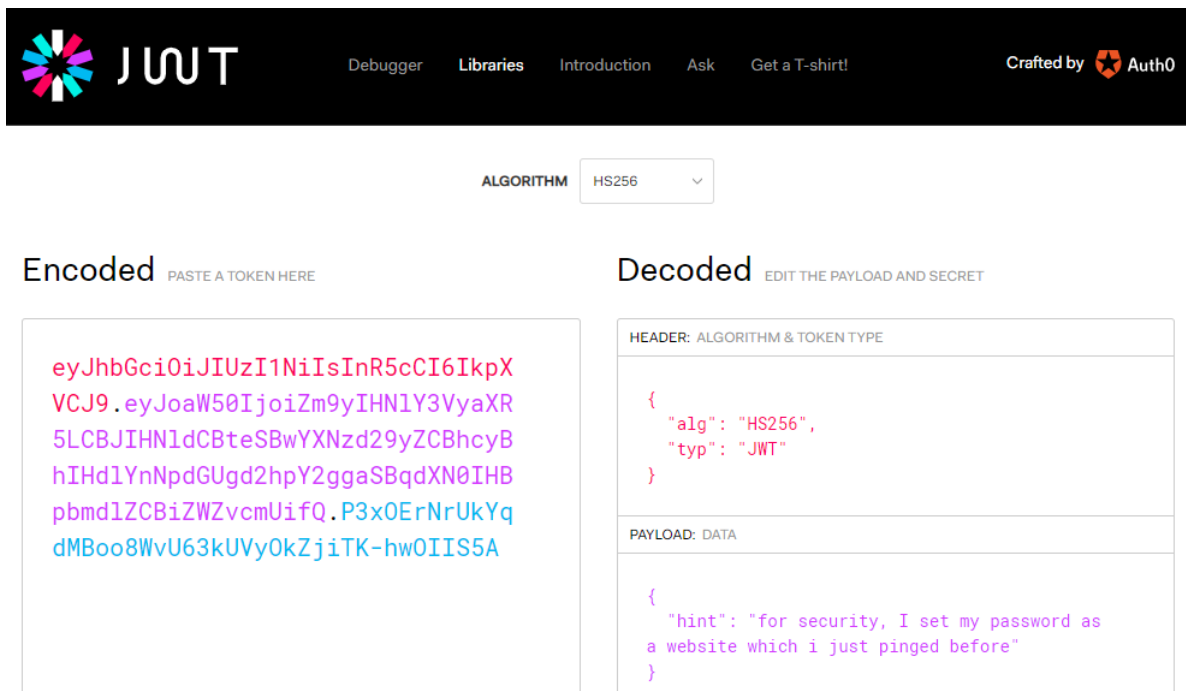 JWT
Debugger Libraries Introduction Ask Get a T-shirt!
Crafted by Auth0
ALGORITHM HS256
Encoded PASTE A TOKEN HERE
eyJhbGciOiJIUzI1NiIsInR5cCI6IkpX
VCJ9.eyJoaW50IjoiZm9yIHNlY3VyaXR
5LCBJIHNldCBteSBwYXNzd29yZCBhcyB
hIHdlYnNpdGUgd2hpY2ggaSBqdXN0IHB
pbmdlZCBiZWZvcmUifQ.P3xOErNrUkYq
dMBoo8WvU63kUVyOkZjiTK-hwOIIS5A
Decoded EDIT THE PAYLOAD AND SECRET
HEADER: ALGORITHM & TOKEN TYPE
{
"alg": "HS256",
"typ": "JWT"
}
PAYLOAD: DATA
{
"hint": "for security, I set my password as
a website which i just pinged before"
}